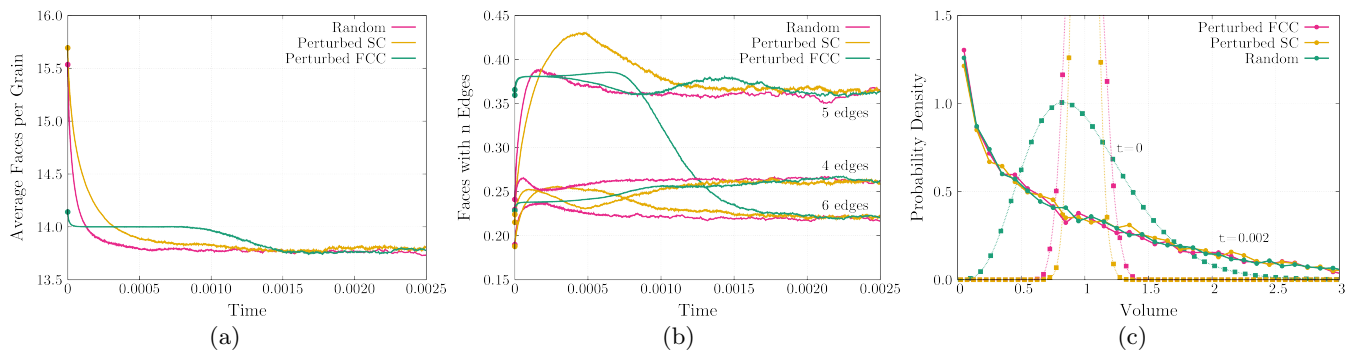 16.0
15.5
15.0
14.5
14.0
13.5
0
0.0005
0.0010
0.0015
0.002
0.0025
Average Faces per Grain
Time
Random
Perturbed SC
Perturbed FCC
(a)
0.45
0.40
0.35
0.30
0.25
0.20
0.15
0
0.0005
0.0010
0.0015
0.002
0.0025
Faces with n Edges
Time
Random
Perturbed SC
Perturbed FCC
5 edges
4 edges
6 edges
(b)
1.5
1.0
0.5
0.0
0
0.5
1
1.5
2
2.5
3
Probability Density
Volume
Perturbed FCC
Perturbed SC
Random
t=0
t=0.002
(c)